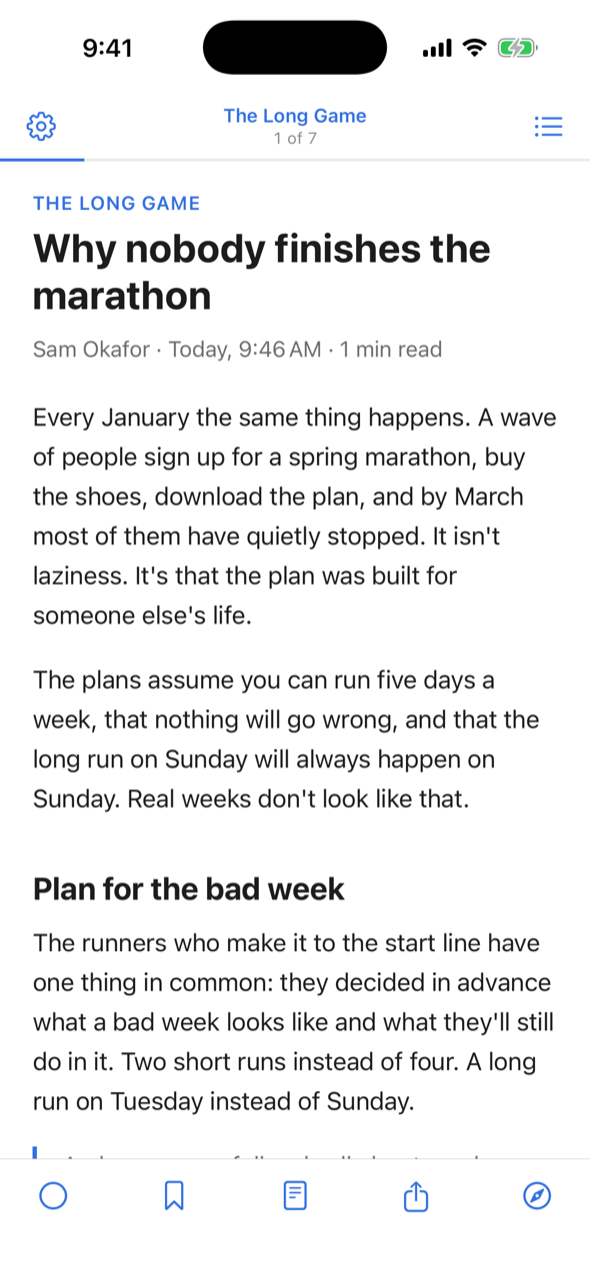 9:41
The Long Game
1 of 7
THE LONG GAME
Why nobody finishes the
marathon
Sam Okafor · Today, 9:46 AM · 1 min read
Every January the same thing happens. A wave
of people sign up for a spring marathon, buy
the shoes, download the plan, and by March
most of them have quietly stopped. It isn't
laziness. It's that the plan was built for
someone else's life.
The plans assume you can run five days a
week, that nothing will go wrong, and that the
long run on Sunday will always happen on
Sunday. Real weeks don't look like that.
Plan for the bad week
The runners who make it to the start line have
one thing in common: they decided in advance
what a bad week looks like and what they'll still
do in it. Two short runs instead of four. A long
run on Tuesday instead of Sunday.